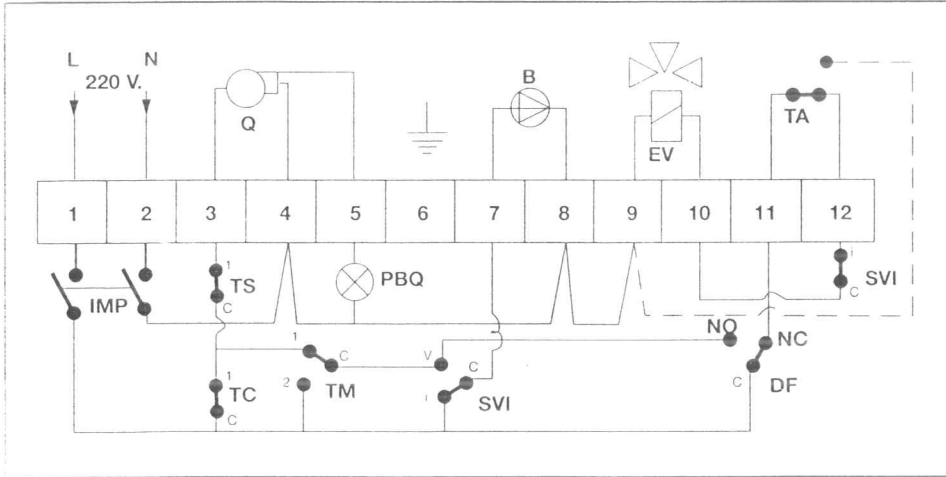 L N
220 V.
Q
B
EV
TA
1 2 3 4 5 6 7 8 9 10 11 12
IMP
1
TS
C
PBQ
1
SVI
C
NO
NC
C
DF
1
C
TM
2
V
C
SVI
1
TC
C